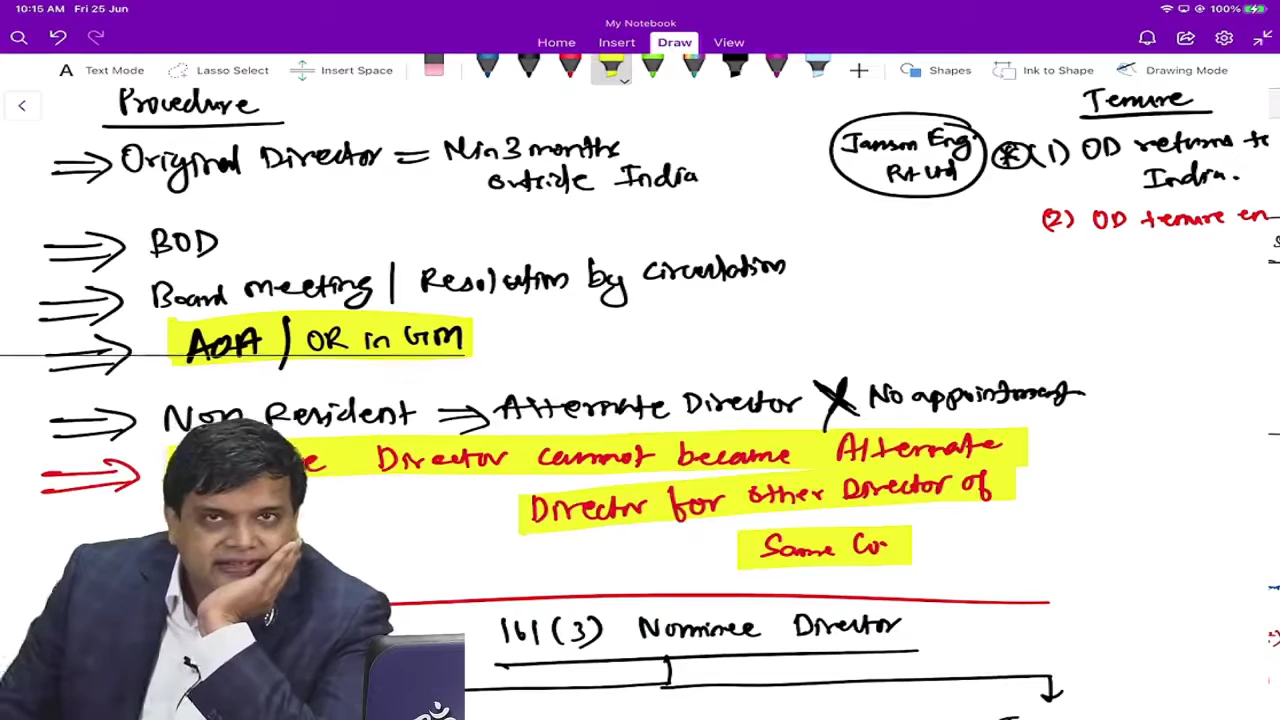 10:15 AM Fri 25 Jun
100%
My Notebook
Home Insert Draw View
Text Mode Lasso Select Insert Space Shapes Ink to Shape Drawing Mode
Procedure
Tenure
Original Director = Min 3 months
outside India
Janson Eng.
Pvt Ltd
(1) OD returns to
India.
(2) OD tenure en
BOD
Board meeting | Resolution by circulation
AOA / OR in GM
Non Resident ⇒ Alternate Director X No appointment
Director cannot became Alternate
Director for other Director of
Same Co
161 (3) Nominee Director